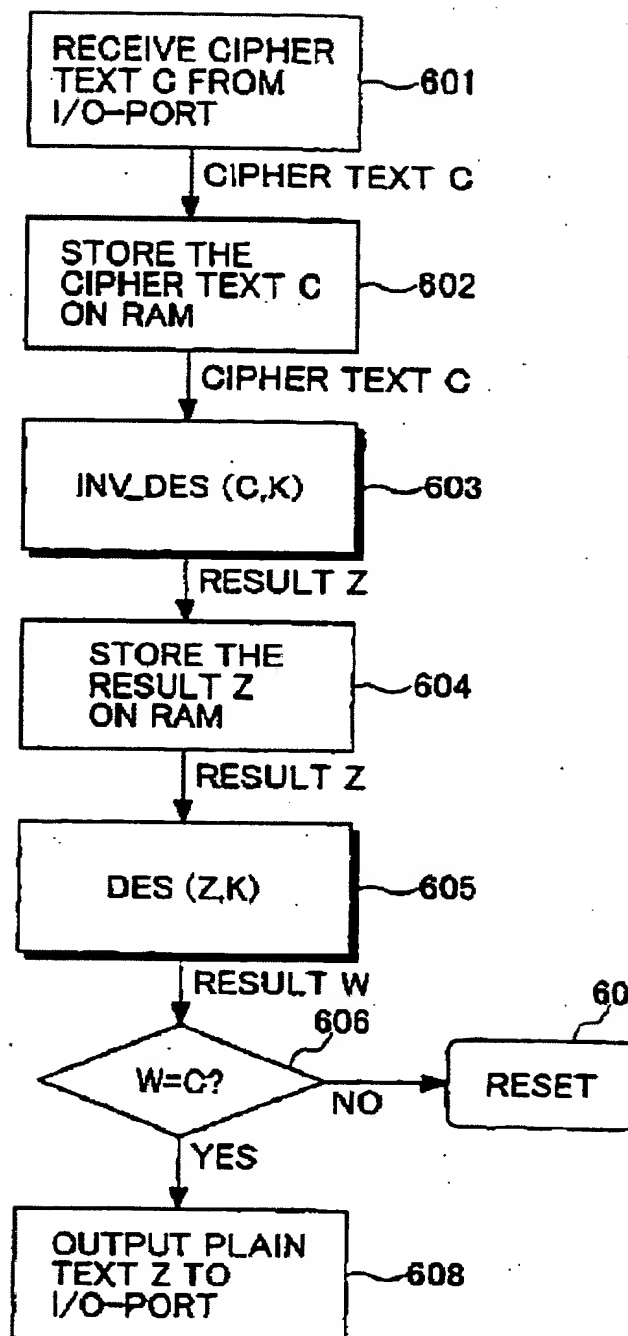 RECEIVE CIPHER
TEXT C FROM
I/O-PORT
601
CIPHER TEXT C
STORE THE
CIPHER TEXT C
ON RAM
602
CIPHER TEXT C
INV_DES (C,K)
603
RESULT Z
STORE THE
RESULT Z
ON RAM
604
RESULT Z
DES (Z,K)
605
RESULT W
606
W=C?
NO
60
RESET
YES
OUTPUT PLAIN
TEXT Z TO
I/O-PORT
608